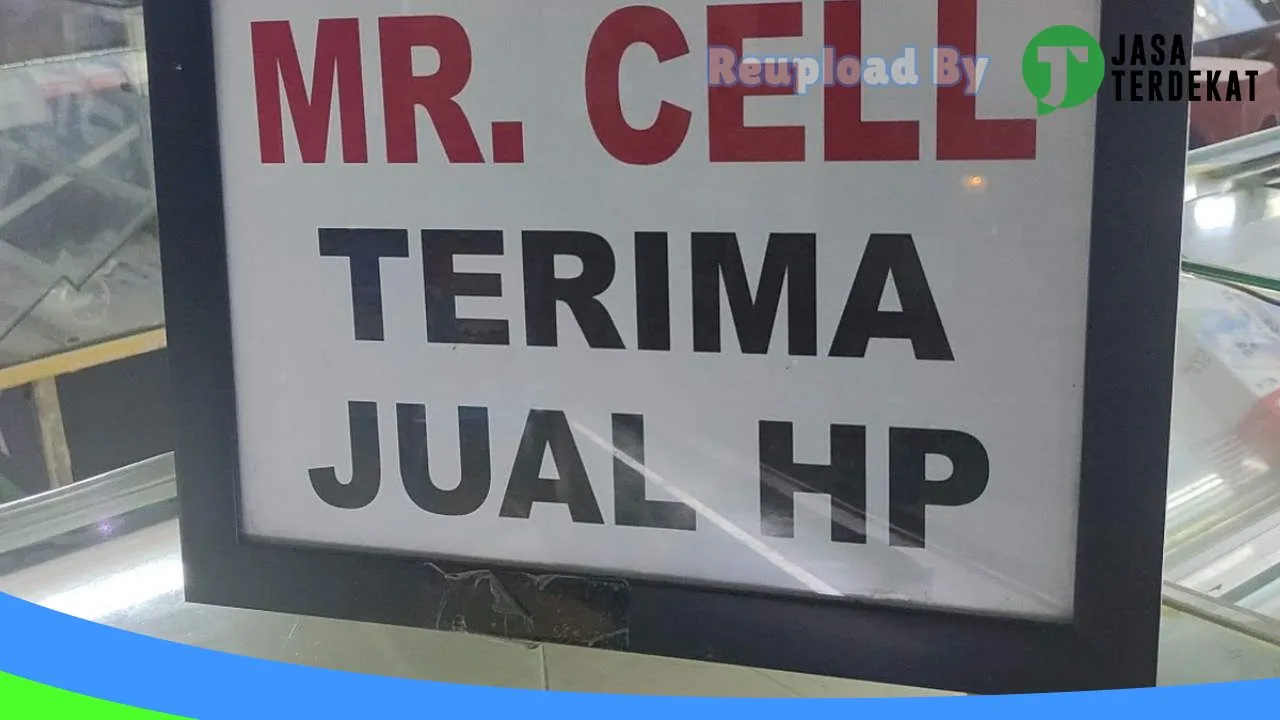 MR. CELL
Reupload By
JASA
TERDEKAT
TERIMA
JUAL HP